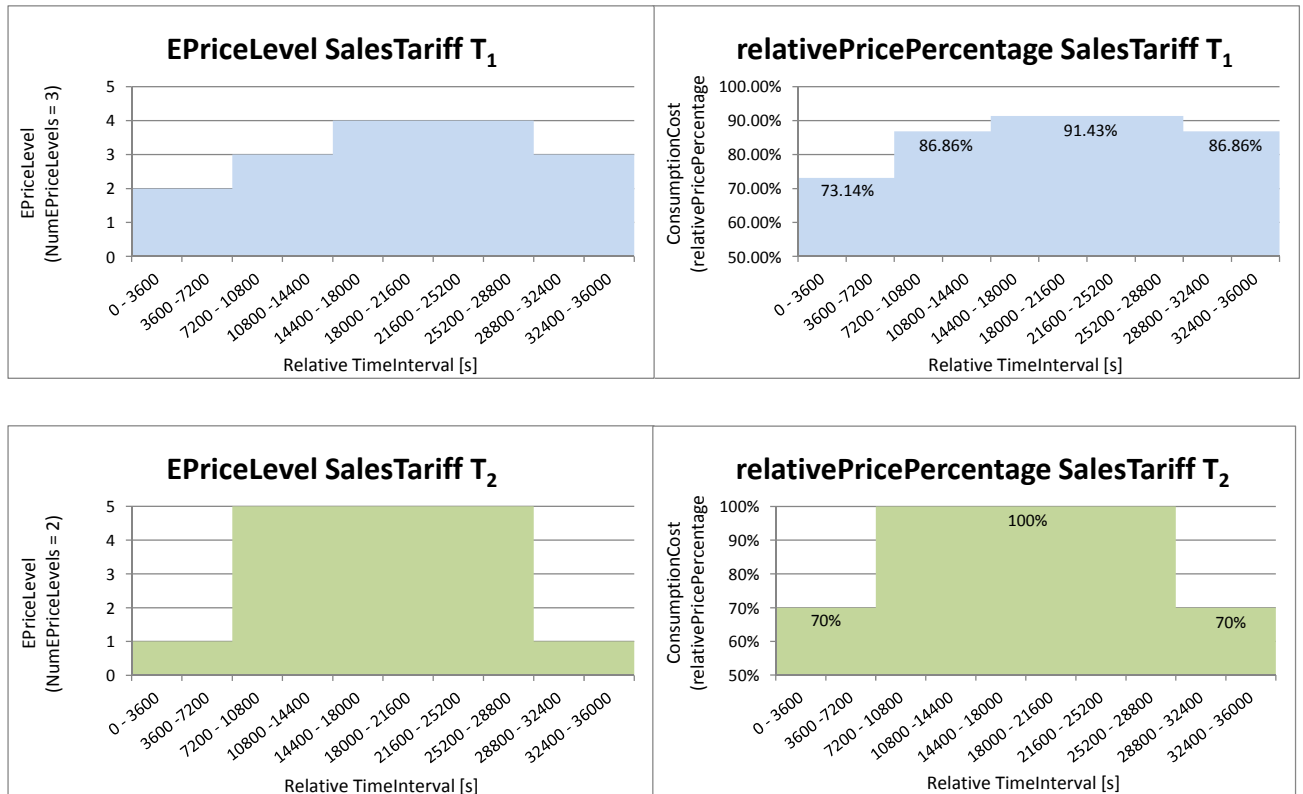 EPriceLevel SalesTariff T1
EPriceLevel
(NumEPriceLevels = 3)
5
4
3
2
1
0
0 - 3600
3600 -7200
7200 - 10800
10800 -14400
14400 - 18000
18000 - 21600
21600 - 25200
25200 - 28800
28800 - 32400
32400 - 36000
Relative TimeInterval [s]
relativePricePercentage SalesTariff T1
ConsumptionCost
(relativePricePercentage
100.00%
90.00%
80.00%
70.00%
60.00%
50.00%
73.14%
86.86%
91.43%
86.86%
0 - 3600
3600 -7200
7200 - 10800
10800 -14400
14400 - 18000
18000 - 21600
21600 - 25200
25200 - 28800
28800 - 32400
32400 - 36000
Relative TimeInterval [s]
EPriceLevel SalesTariff T2
EPriceLevel
(NumEPriceLevels = 2)
5
4
3
2
1
0
0 - 3600
3600 -7200
7200 - 10800
10800 -14400
14400 - 18000
18000 - 21600
21600 - 25200
25200 - 28800
28800 - 32400
32400 - 36000
Relative TimeInterval [s]
relativePricePercentage SalesTariff T2
ConsumptionCost
(relativePricePercentage
100%
90%
80%
70%
60%
50%
70%
100%
70%
0 - 3600
3600 -7200
7200 - 10800
10800 -14400
14400 - 18000
18000 - 21600
21600 - 25200
25200 - 28800
28800 - 32400
32400 - 36000
Relative TimeInterval [s]